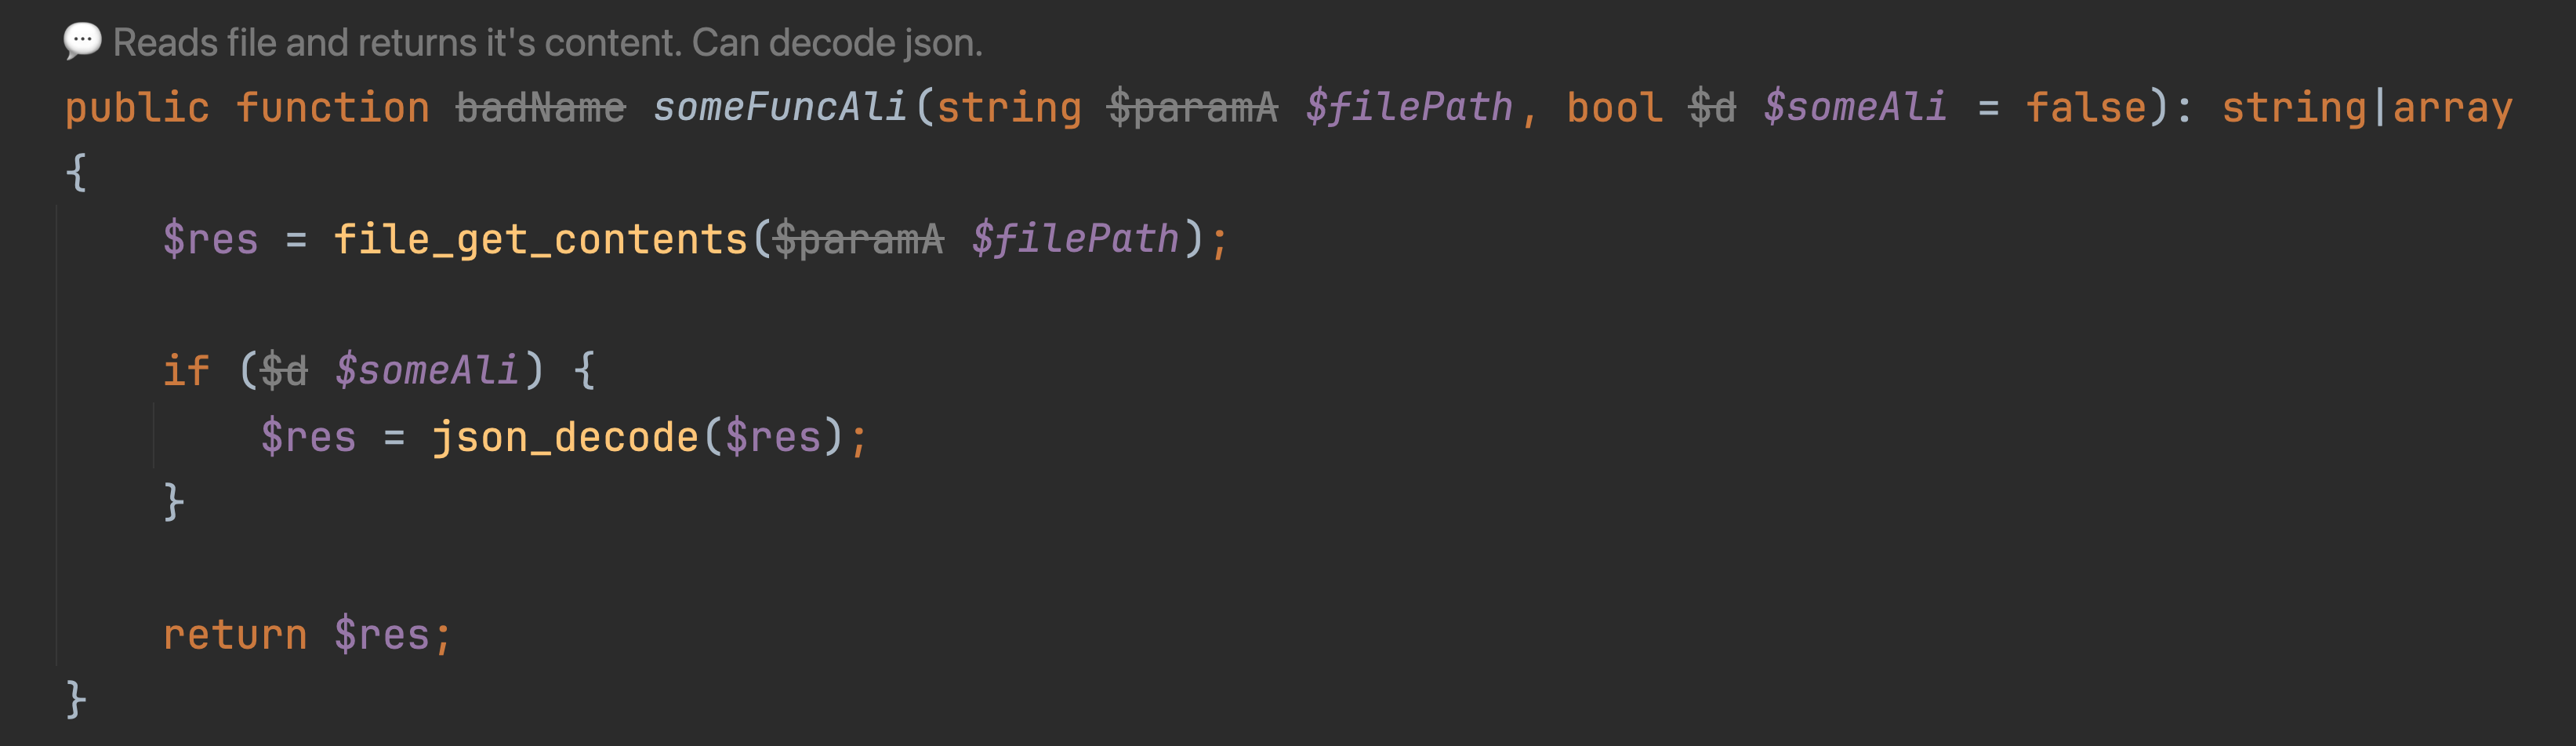 💬 Reads file and returns it's content. Can decode json.
public function badName someFuncAli(string $paramA $filePath, bool $d $someAli = false): string|array
{
    $res = file_get_contents($paramA $filePath);
    if ($d $someAli) {
        $res = json_decode($res);
    }
    return $res;
}